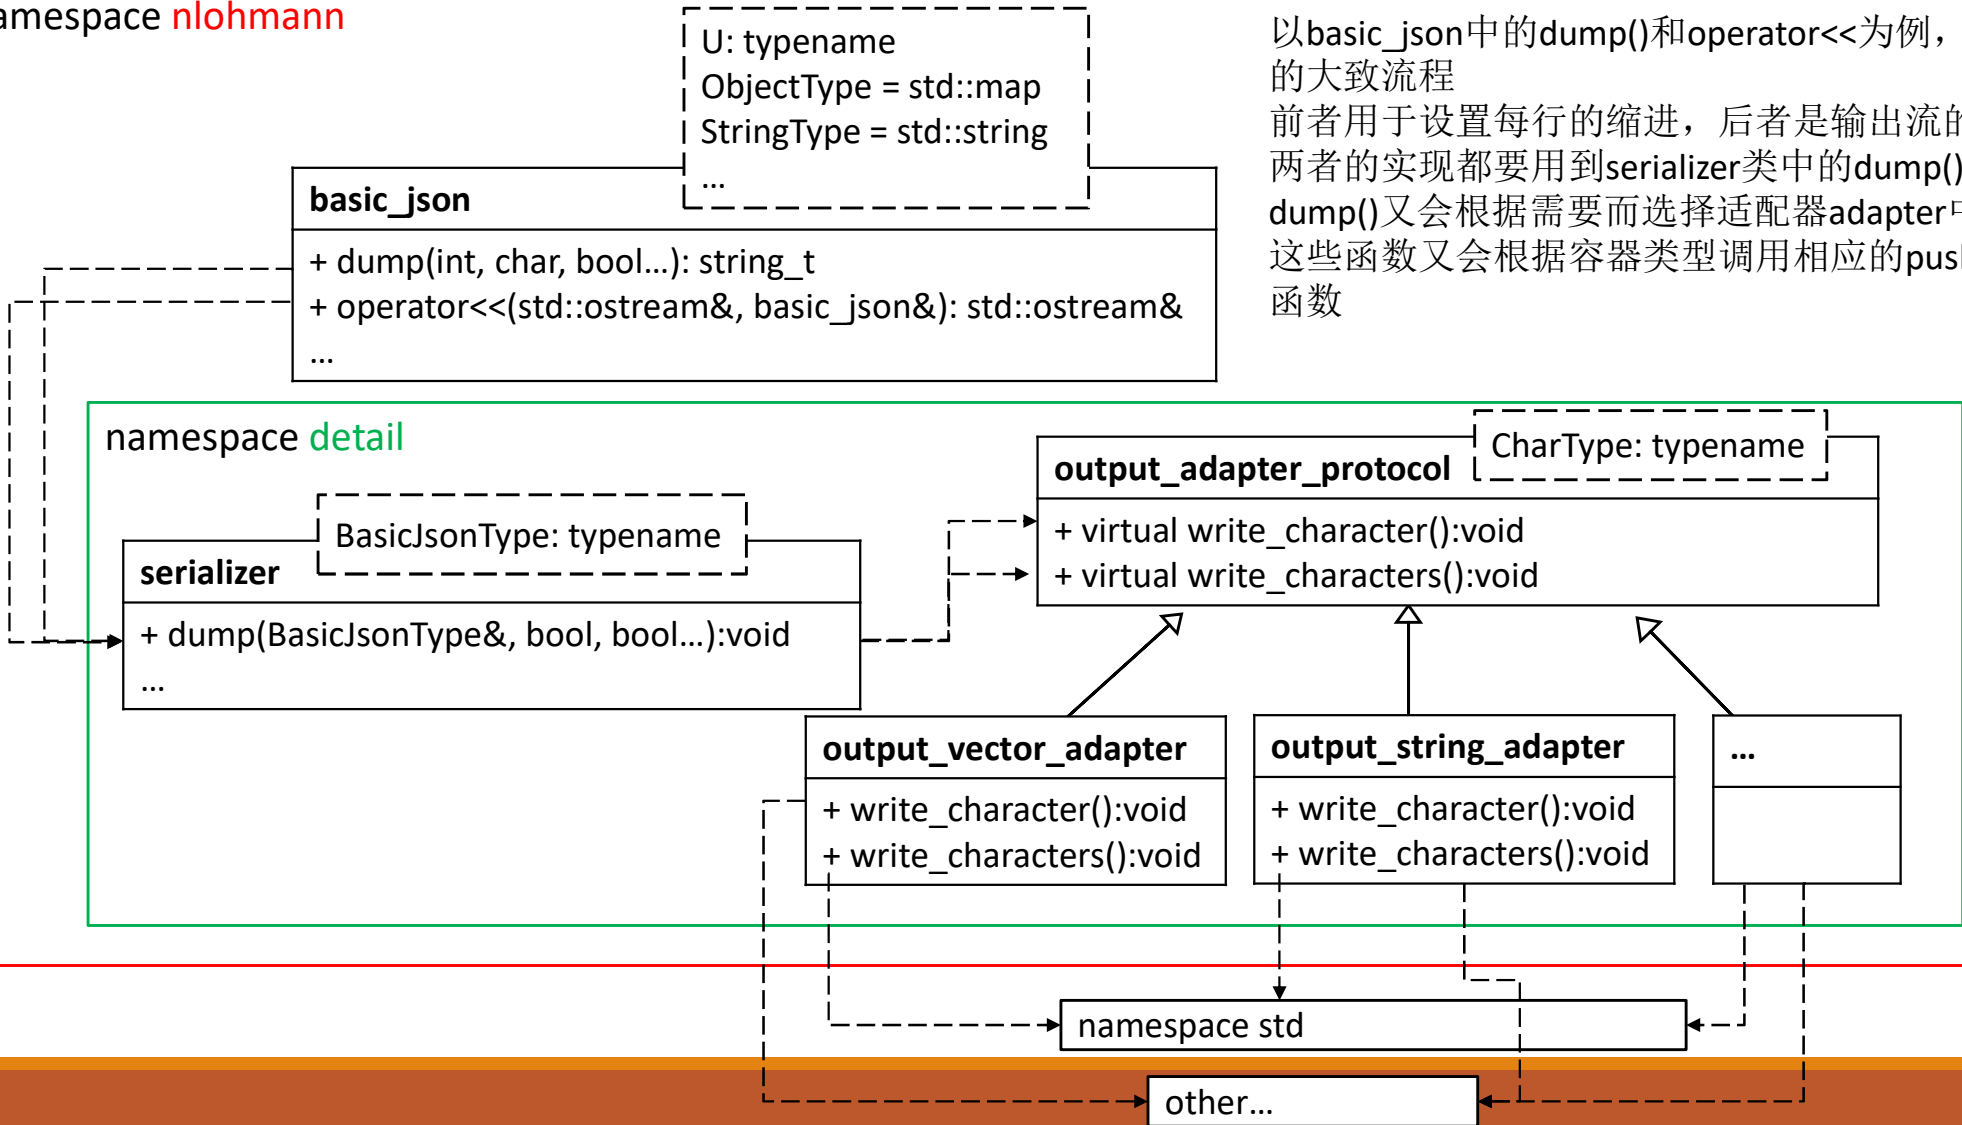 namespace nlohmann
U: typename
ObjectType = std::map
StringType = std::string
...
以basic_json中的dump()和operator<<为例，
的大致流程
前者用于设置每行的缩进，后者是输出流的
两者的实现都要用到serializer类中的dump()
dump()又会根据需要而选择适配器adapter中
这些函数又会根据容器类型调用相应的push
函数
basic_json
+ dump(int, char, bool...): string_t
+ operator<<(std::ostream&, basic_json&): std::ostream&
...
namespace detail
CharType: typename
output_adapter_protocol
+ virtual write_character():void
+ virtual write_characters():void
BasicJsonType: typename
serializer
+ dump(BasicJsonType&, bool, bool...):void
...
output_vector_adapter
+ write_character():void
+ write_characters():void
output_string_adapter
+ write_character():void
+ write_characters():void
...
namespace std
other...